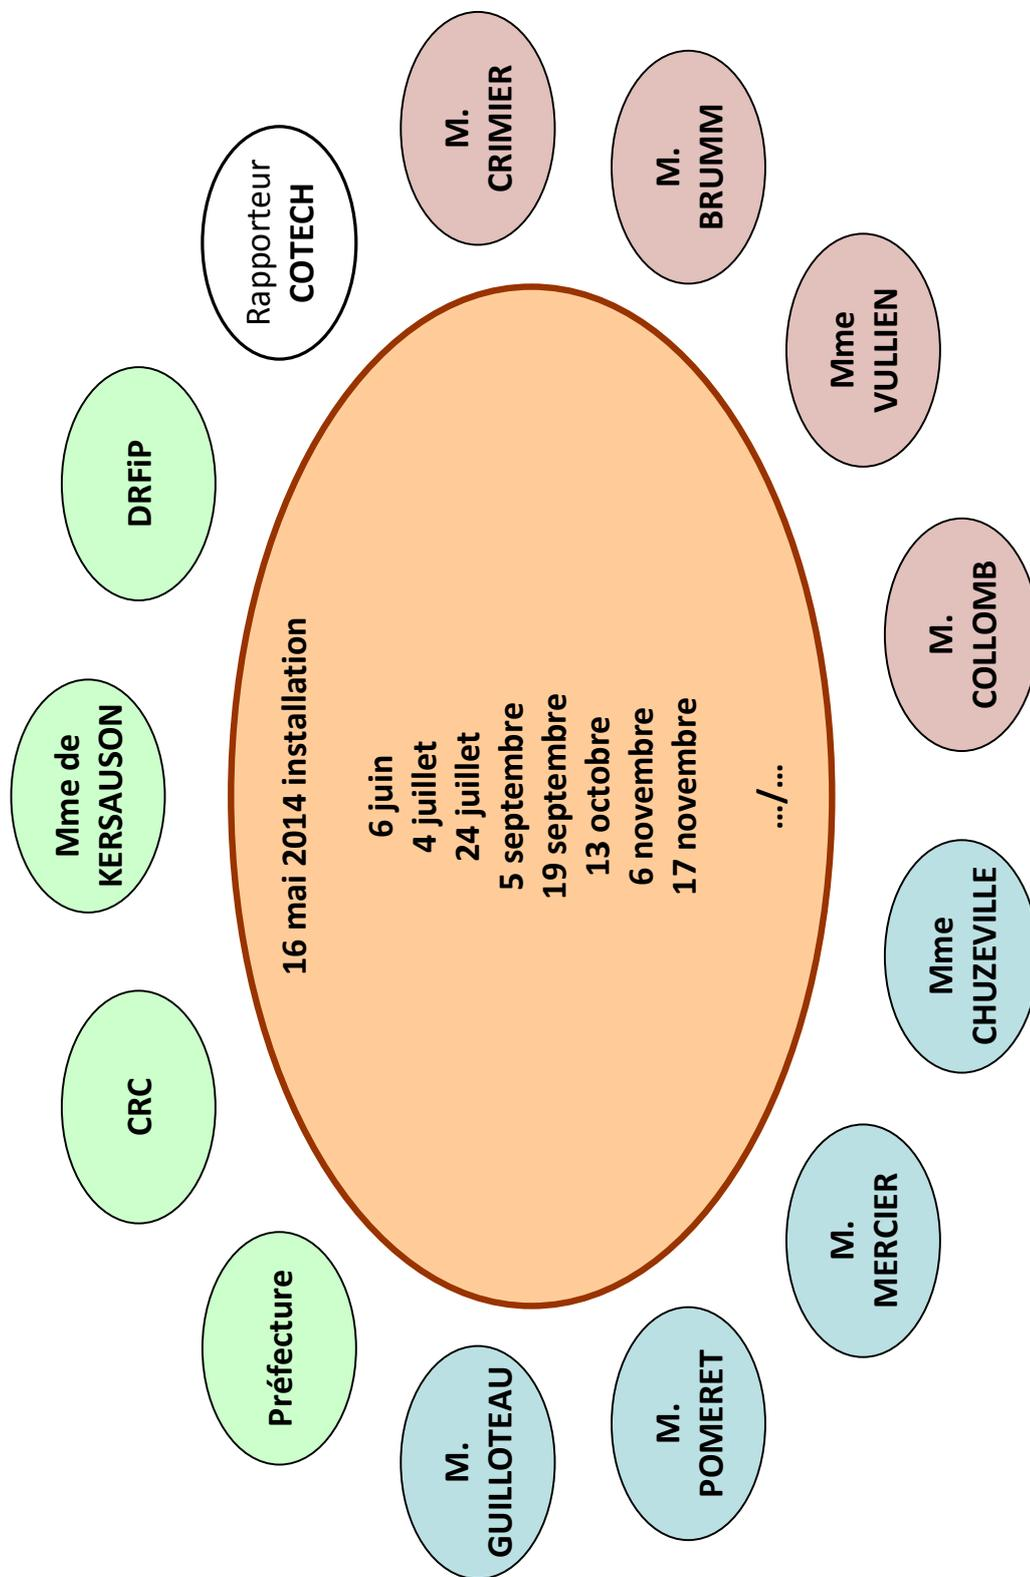 Mme de
KERSAUSON
CRC
DRFiP
Préfecture
Rapporteur
COTECH
16 mai 2014 installation
6 juin
4 juillet
24 juillet
5 septembre
19 septembre
13 octobre
6 novembre
17 novembre
.../...
M.
GUILLOTEAU
M.
CRIMIER
M.
POMERET
M.
BRUMM
M.
MERCIER
Mme
VULLIEN
Mme
CHUZEVILLE
M.
COLLOMB